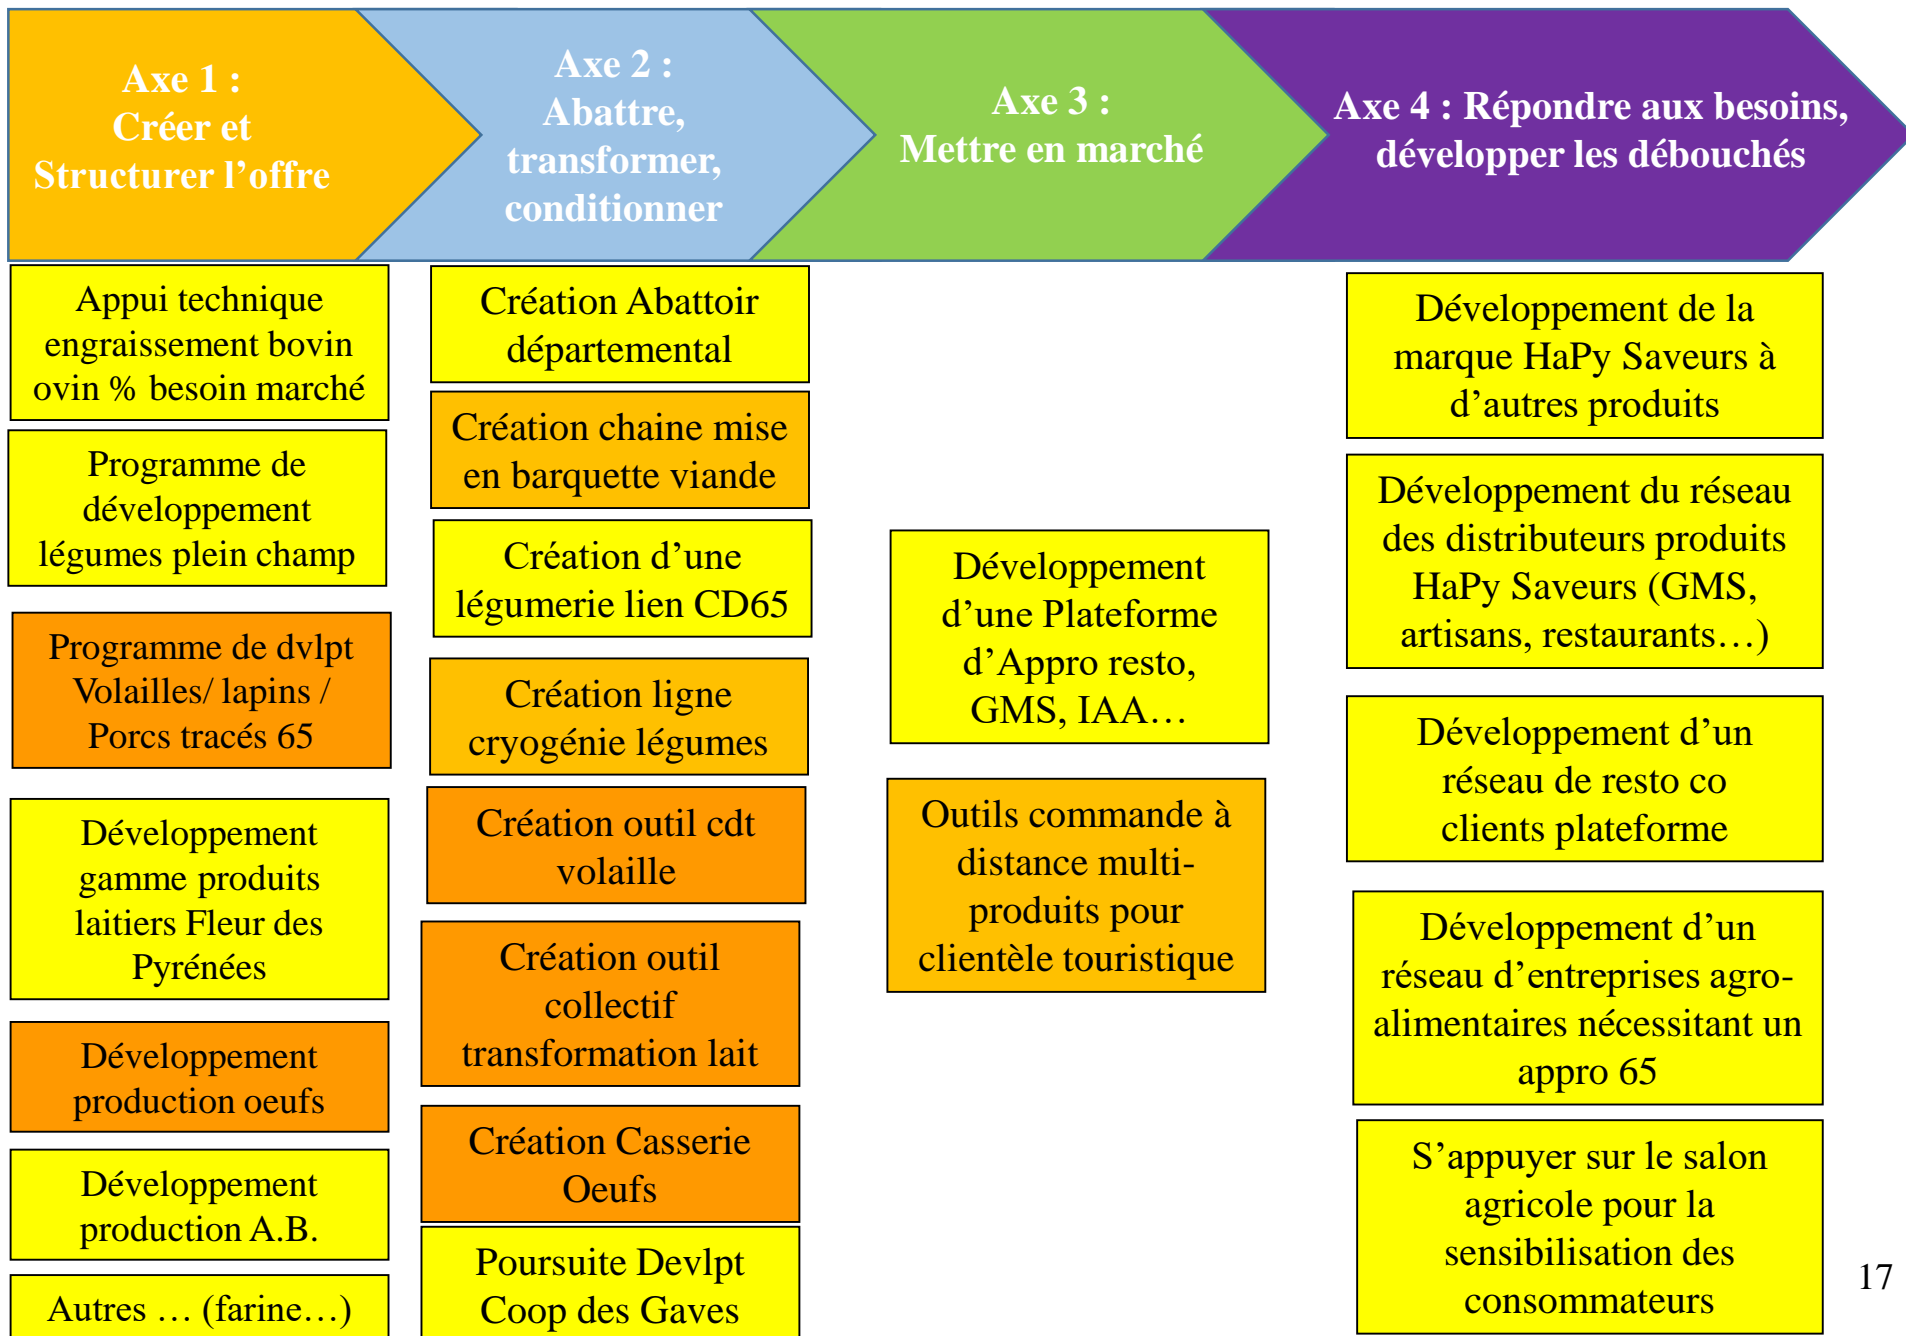 Axe 1 :
Créer et
Structurer l’offre
Axe 2 :
Abattre,
transformer,
conditionner
Axe 3 :
Mettre en marché
Axe 4 : Répondre aux besoins,
développer les débouchés
Appui technique
engraissement bovin
ovin % besoin marché
Programme de
développement
légumes plein champ
Programme de dvlpt
Volailles/ lapins /
Porcs tracés 65
Développement
gamme produits
laitiers Fleur des
Pyrénées
Développement
production oeufs
Développement
production A.B.
Autres … (farine…)
Création Abattoir
départemental
Création chaine mise
en barquette viande
Création d’une
légumerie lien CD65
Création ligne
cryogénie légumes
Création outil cdt
volaille
Création outil
collectif
transformation lait
Création Casserie
Oeufs
Poursuite Devlpt
Coop des Gaves
Développement
d’une Plateforme
d’Appro resto,
GMS, IAA…
Outils commande à
distance multi-
produits pour
clientèle touristique
Développement de la
marque HaPy Saveurs à
d’autres produits
Développement du réseau
des distributeurs produits
HaPy Saveurs (GMS,
artisans, restaurants…)
Développement d’un
réseau de resto co
clients plateforme
Développement d’un
réseau d’entreprises agro-
alimentaires nécessitant un
appro 65
S’appuyer sur le salon
agricole pour la
sensibilisation des
consommateurs
17